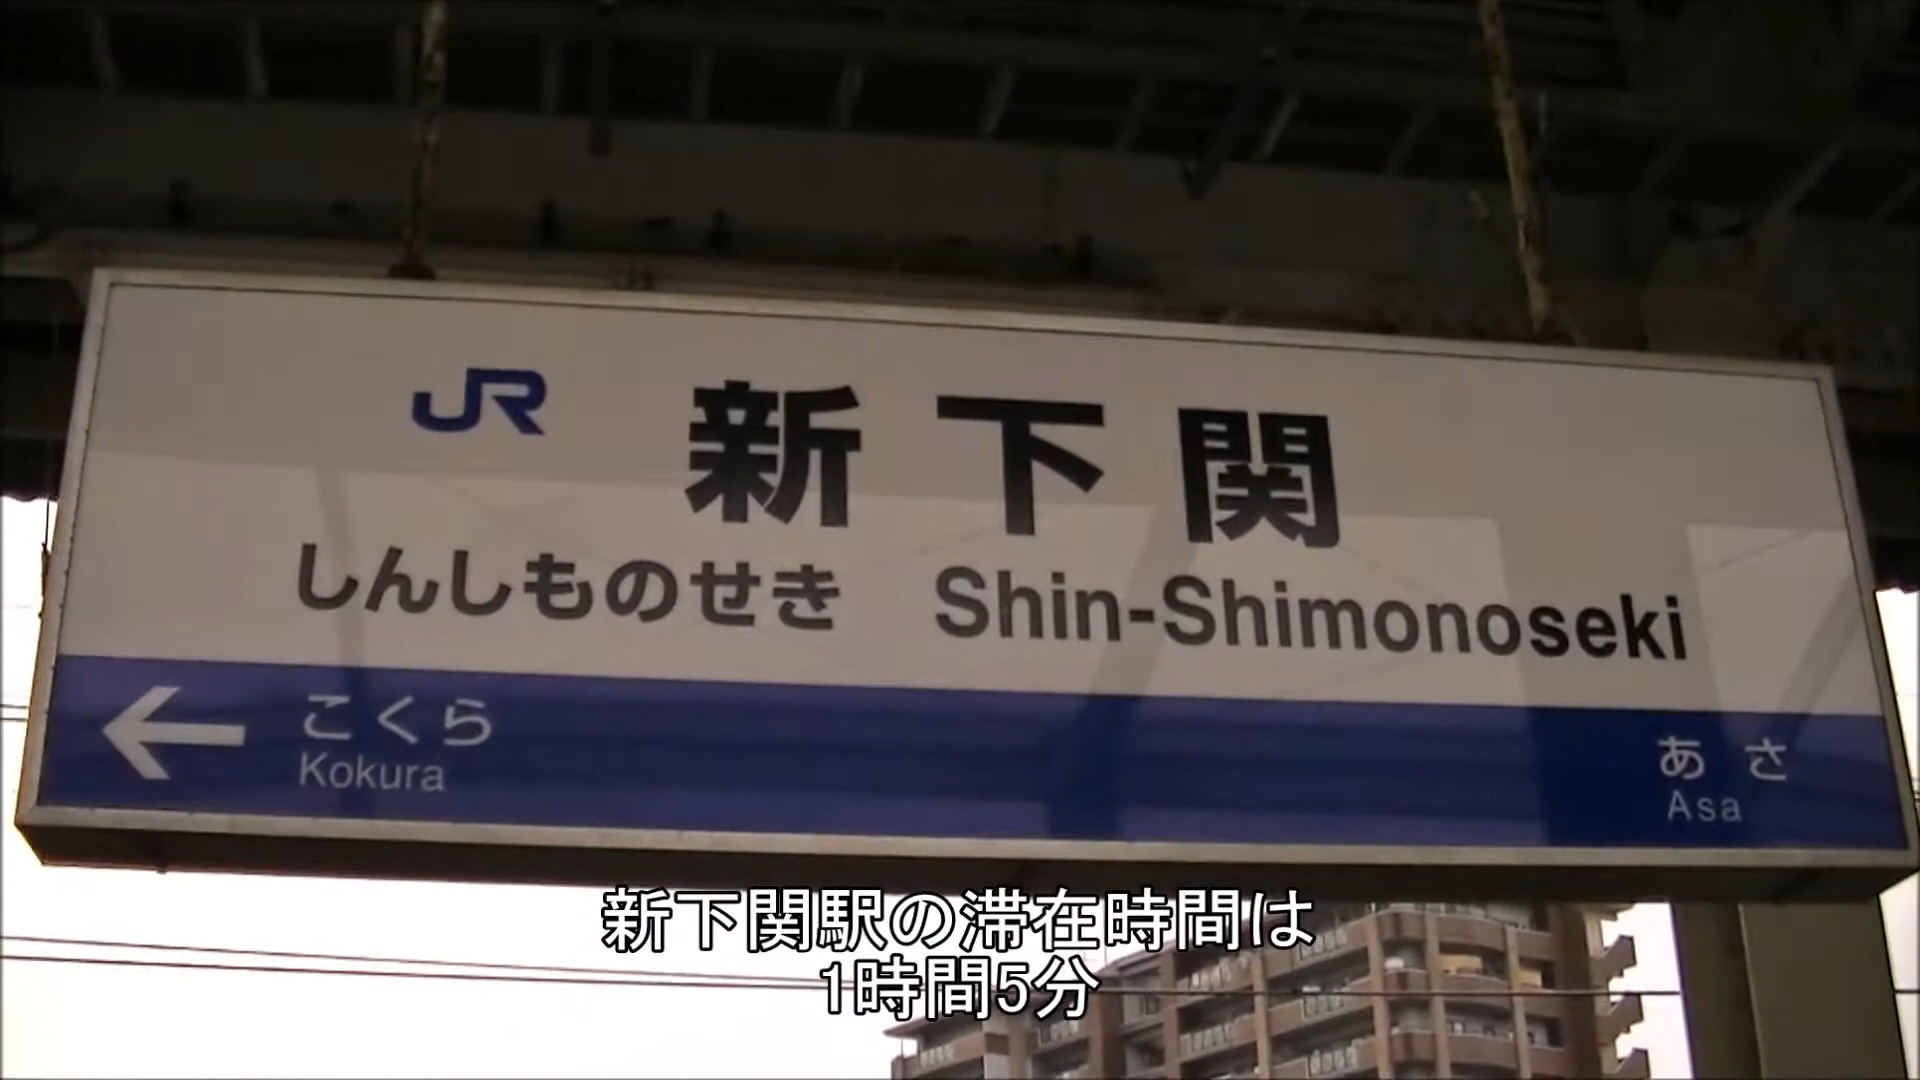 JR 新下関
しんしものせき Shin-Shimonoseki
← こくら
Kokura
あさ
Asa
新下関駅の滞在時間は
1時間5分